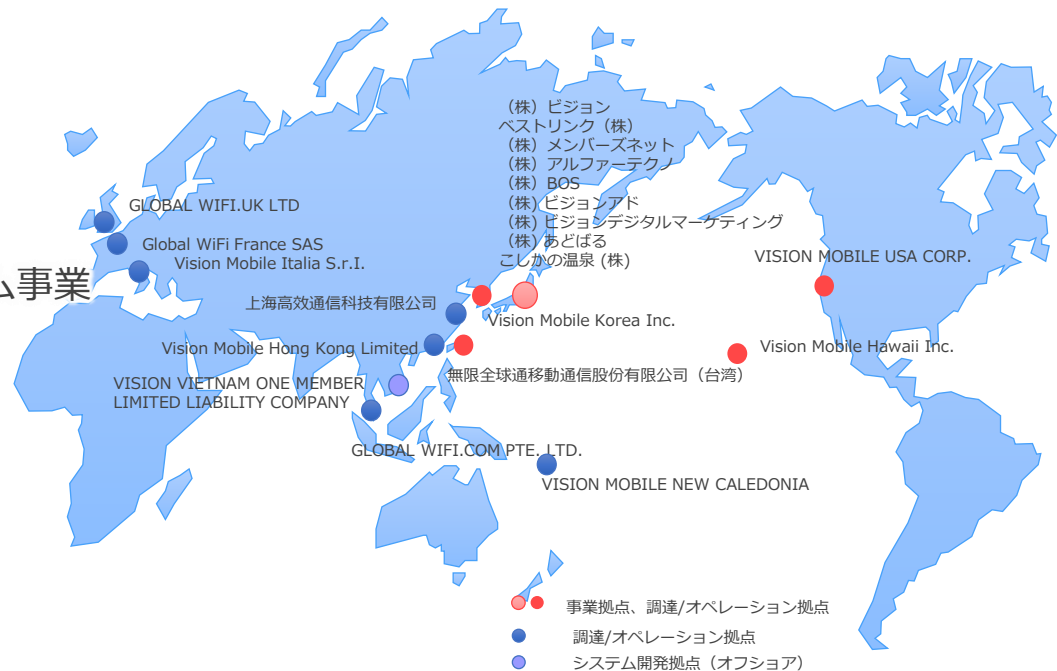 （株）ビジョン
ベストリンク（株）
（株）メンバーズネット
（株）アルファーテクノ
（株）BOS
（株）ビジョンアド
（株）ビジョンデジタルマーケティング
（株）あどばる
こしかの温泉 (株)
GLOBAL WIFI.UK LTD
Global WiFi France SAS
Vision Mobile Italia S.r.I.
VISION MOBILE USA CORP.
ム事業
上海高效通信科技有限公司
Vision Mobile Korea Inc.
Vision Mobile Hong Kong Limited
Vision Mobile Hawaii Inc.
無限全球通移動通信股份有限公司（台湾）
VISION VIETNAM ONE MEMBER
LIMITED LIABILITY COMPANY
GLOBAL WIFI.COM PTE. LTD.
VISION MOBILE NEW CALEDONIA
事業拠点、調達/オペレーション拠点
調達/オペレーション拠点
システム開発拠点（オフショア）